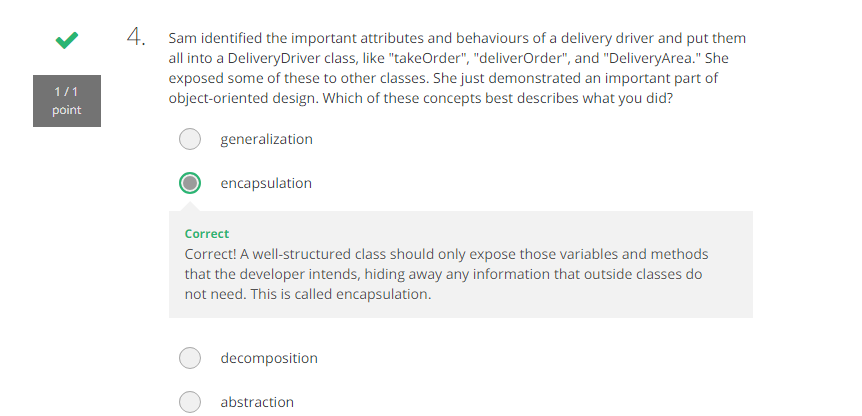 4. Sam identified the important attributes and behaviours of a delivery driver and put them
all into a DeliveryDriver class, like "takeOrder", "deliverOrder", and "DeliveryArea." She
exposed some of these to other classes. She just demonstrated an important part of
object-oriented design. Which of these concepts best describes what you did?
1 / 1
point
generalization
encapsulation
Correct
Correct! A well-structured class should only expose those variables and methods
that the developer intends, hiding away any information that outside classes do
not need. This is called encapsulation.
decomposition
abstraction